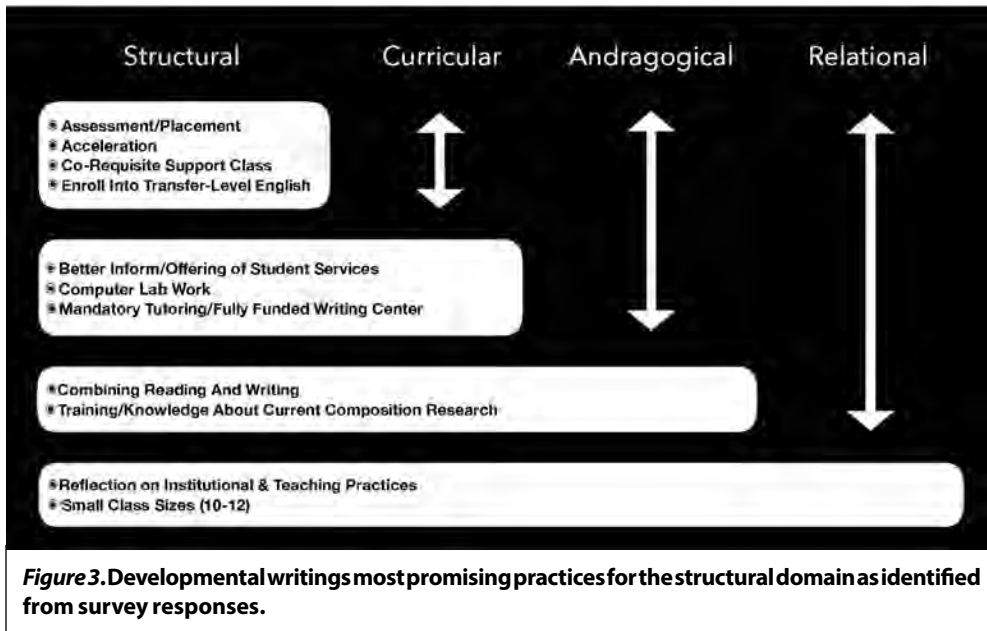 Structural Curricular Andragogical Relational
Assessment/Placement
Acceleration
Co-Requisite Support Class
Enroll Into Transfer-Level English
Better Inform/Offering of Student Services
Computer Lab Work
Mandatory Tutoring/Fully Funded Writing Center
Combining Reading And Writing
Training/Knowledge About Current Composition Research
Reflection on Institutional & Teaching Practices
Small Class Sizes (10-12)
Figure 3. Developmental writings most promising practices for the structural domain as identified
from survey responses.